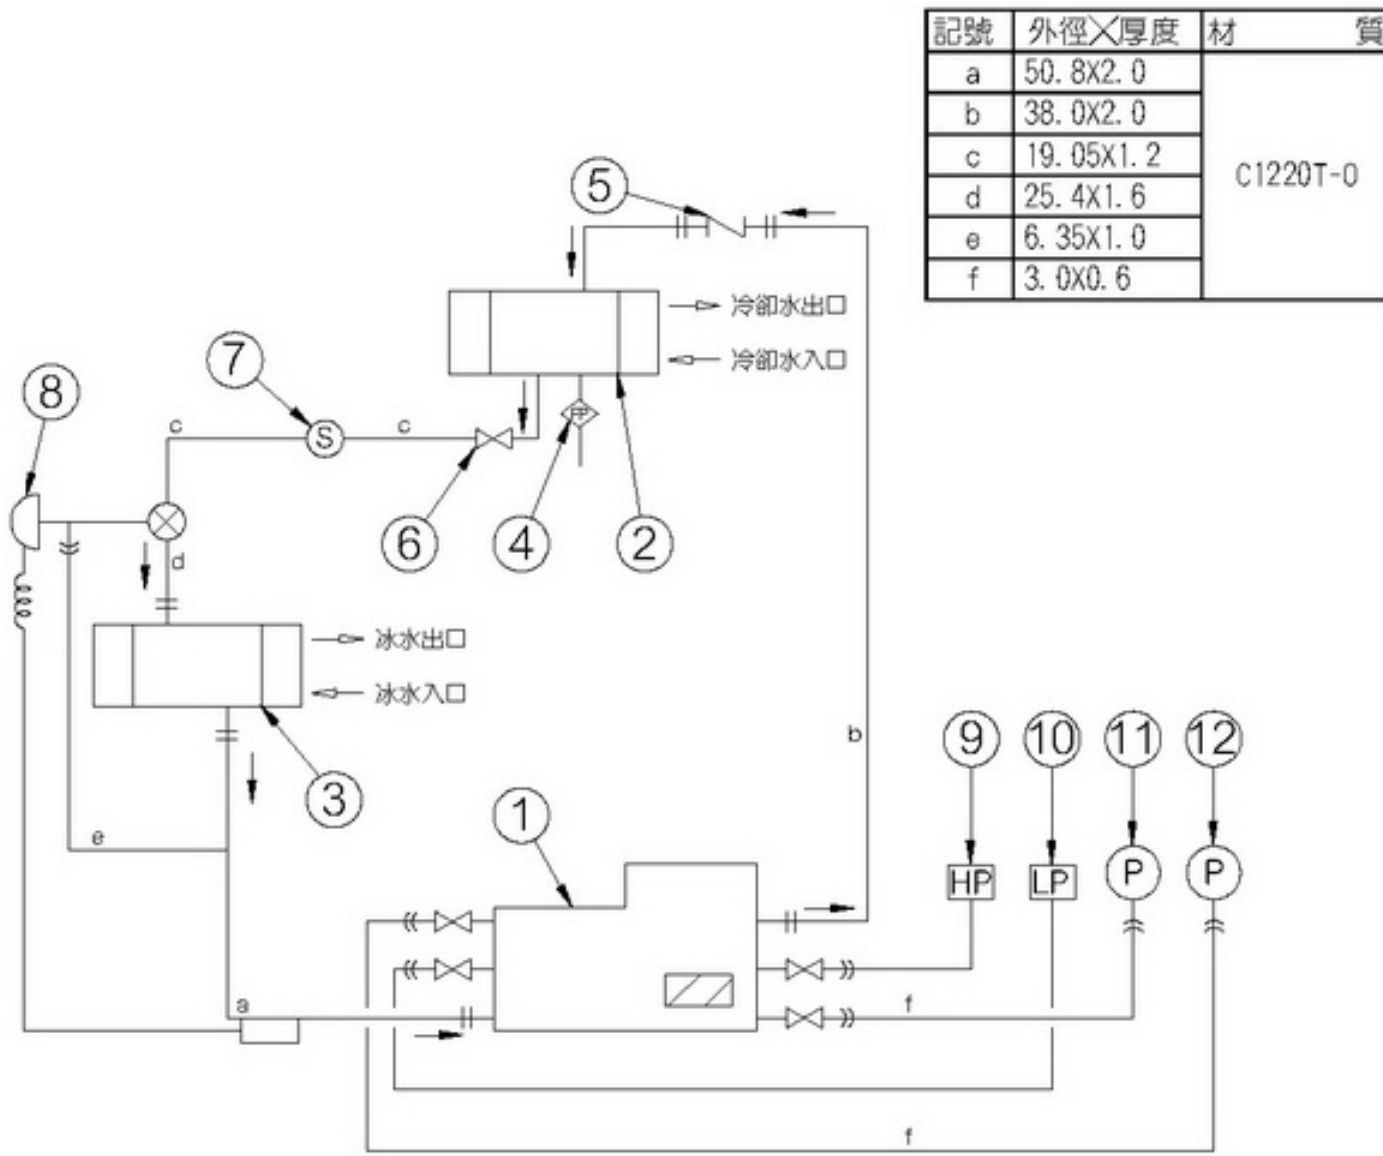 記號 外徑╳厚度 材 質
a 50.8X2.0
b 38.0X2.0
c 19.05X1.2
d 25.4X1.6
e 6.35X1.0
f 3.0X0.6
C1220T-0
5
冷卻水出口
冷卻水入口
7
8
c
S
c
FP
6
4
2
d
冰水出口
冰水入口
3
e
b
9 10 11 12
1
HP LP P P
a
f
f